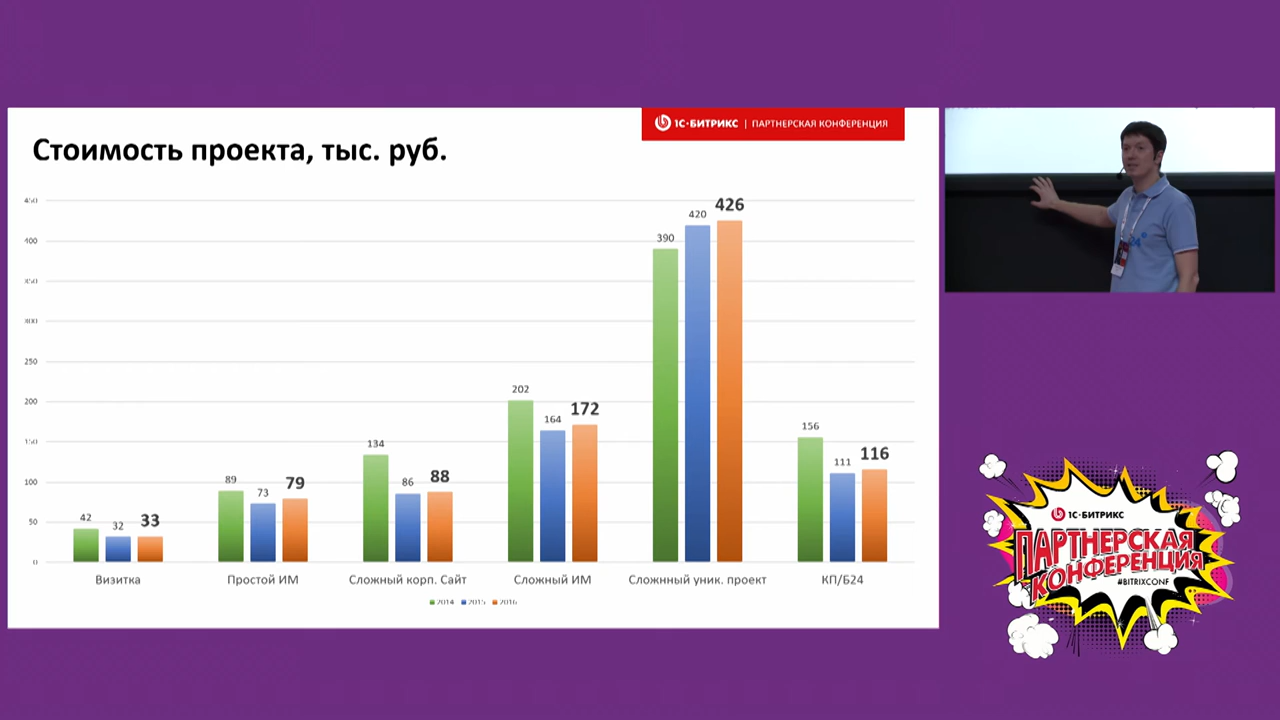 1С·БИТРИКС | ПАРТНЕРСКАЯ КОНФЕРЕНЦИЯ
Стоимость проекта, тыс. руб.
450
400
350
300
250
200
150
100
50
0
42 32 33
89 73 79
134 86 88
202 164 172
390 420 426
156 111 116
Визитка Простой ИМ Сложный корп. Сайт Сложный ИМ Сложнный уник. проект КП/Б24
2014 2015 2016
1С·БИТРИКС
ПАРТНЕРСКАЯ
КОНФЕРЕНЦИЯ
#BITRIXCONF